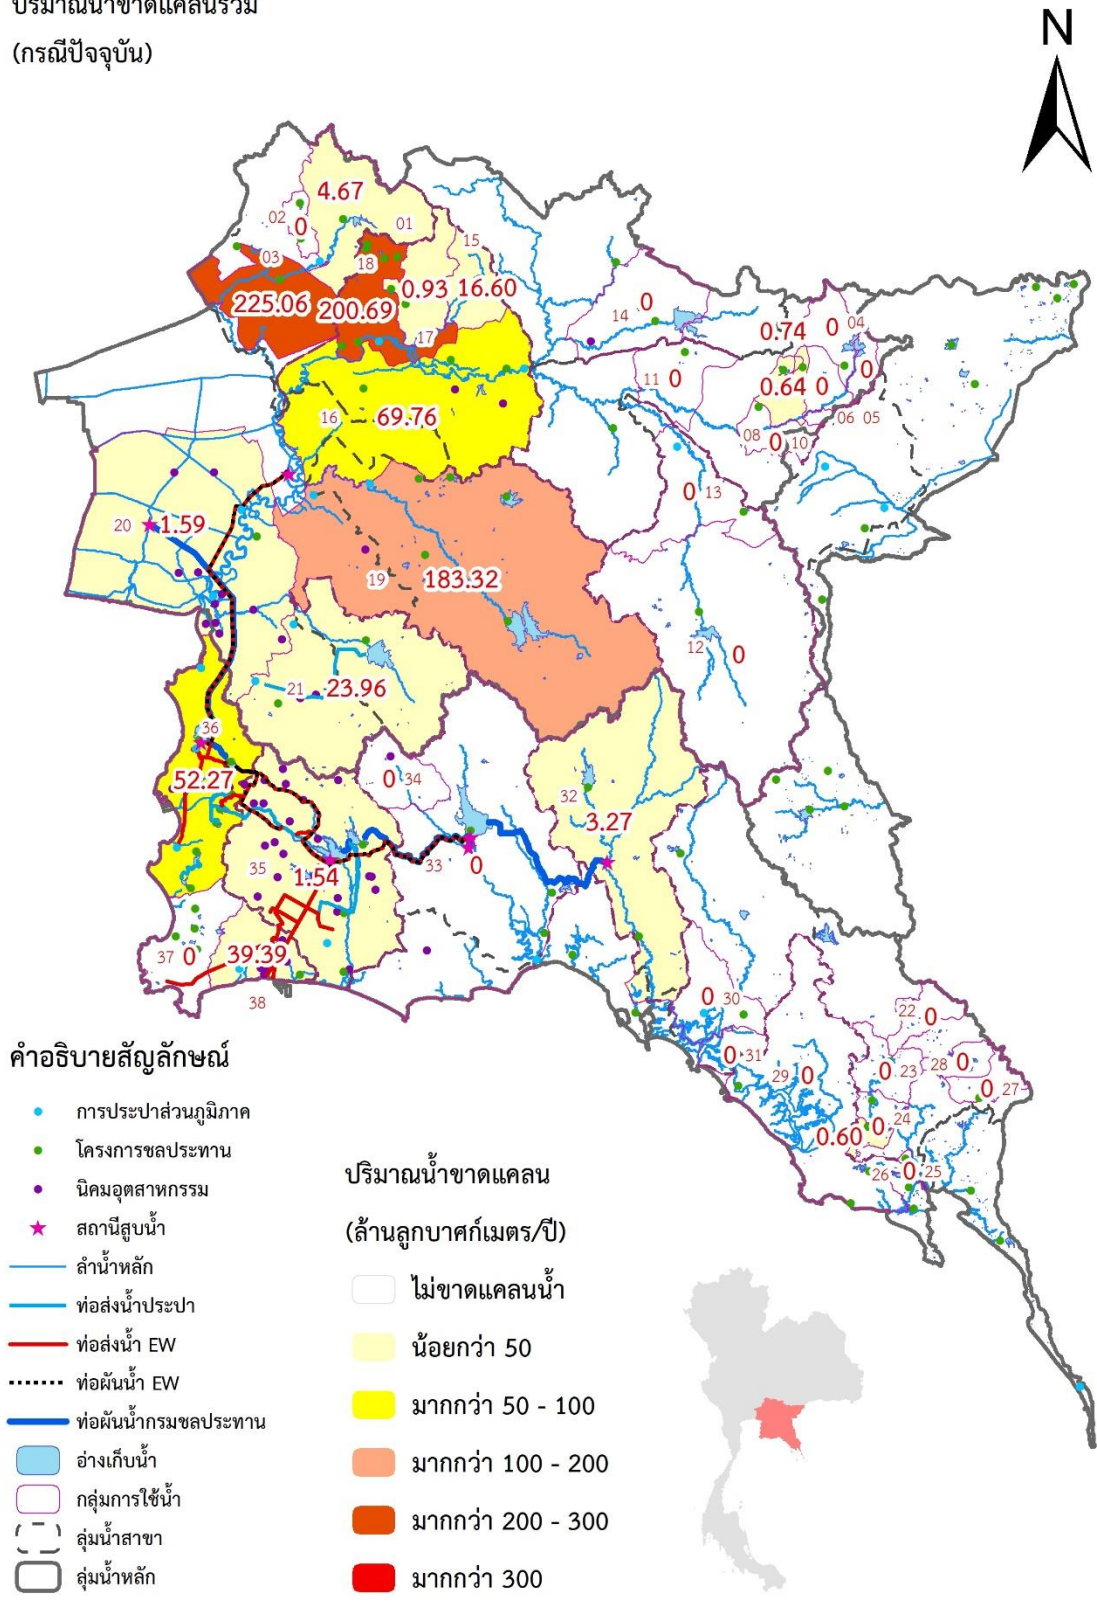 ปริมาณน้ำขาดแคลนรวม
(กรณีปัจจุบัน)
N
4.67
02
0
01
15
03
18
0.93
16.60
225.06
200.69
17
0
14
0.74
0
04
11
0
0.64
0
0
06
05
08
0
10
16
69.76
0
13
20
1.59
19
183.32
12
0
21
23.96
36
52.27
0
34
32
3.27
35
1.54
33
0
37
0
39.39
38
0
30
22
0
0
31
29
0
0
23
28
0
0
27
0.60
0
24
26
0
25
คำอธิบายสัญลักษณ์
การประปาส่วนภูมิภาค
โครงการชลประทาน
นิคมอุตสาหกรรม
สถานีสูบน้ำ
ลำน้ำหลัก
ท่อส่งน้ำประปา
ท่อส่งน้ำ EW
ท่อผันน้ำ EW
ท่อผันน้ำกรมชลประทาน
อ่างเก็บน้ำ
กลุ่มการใช้น้ำ
ลุ่มน้ำสาขา
ลุ่มน้ำหลัก
ปริมาณน้ำขาดแคลน
(ล้านลูกบาศก์เมตร/ปี)
ไม่ขาดแคลนน้ำ
น้อยกว่า 50
มากกว่า 50 - 100
มากกว่า 100 - 200
มากกว่า 200 - 300
มากกว่า 300